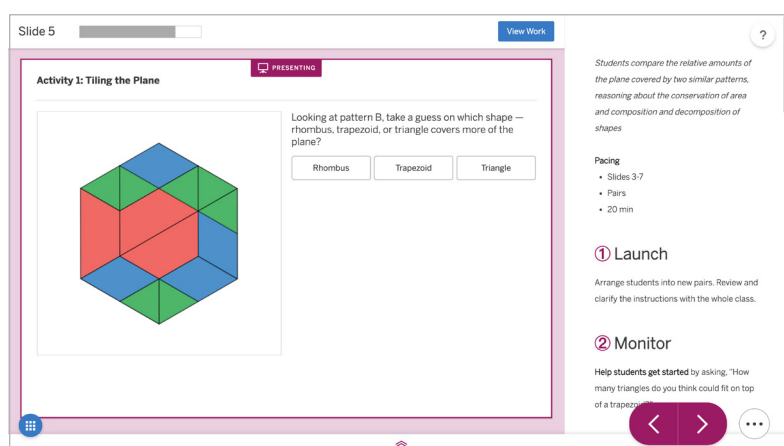 Slide 5
View Work
?
PRESENTING
Activity 1: Tiling the Plane
Looking at pattern B, take a guess on which shape —
rhombus, trapezoid, or triangle covers more of the
plane?
Rhombus
Trapezoid
Triangle
Students compare the relative amounts of
the plane covered by two similar patterns,
reasoning about the conservation of area
and composition and decomposition of
shapes
Pacing
• Slides 3-7
• Pairs
• 20 min
1 Launch
Arrange students into new pairs. Review and
clarify the instructions with the whole class.
2 Monitor
Help students get started by asking, "How
many triangles do you think could fit on top
of a